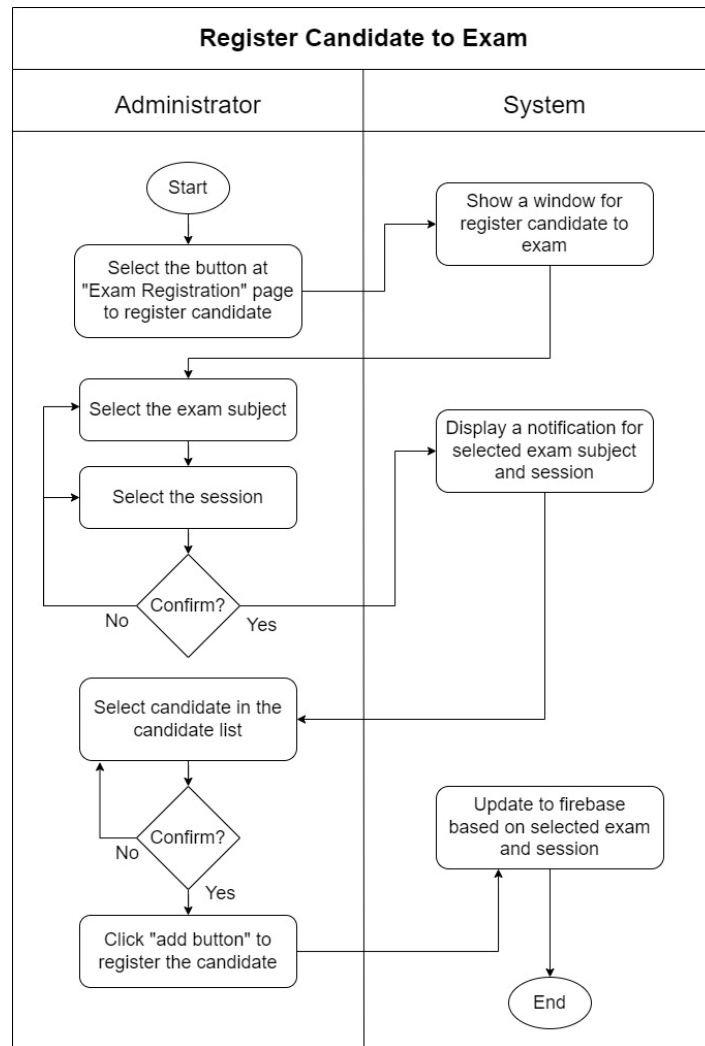 Register Candidate to Exam
Administrator
System
Start
Show a window for
register candidate to
exam
Select the button at
"Exam Registration" page
to register candidate
Select the exam subject
Display a notification for
selected exam subject
and session
Select the session
Confirm?
No
Yes
Select candidate in the
candidate list
Update to firebase
based on selected exam
and session
Confirm?
No
Yes
Click "add button" to
register the candidate
End